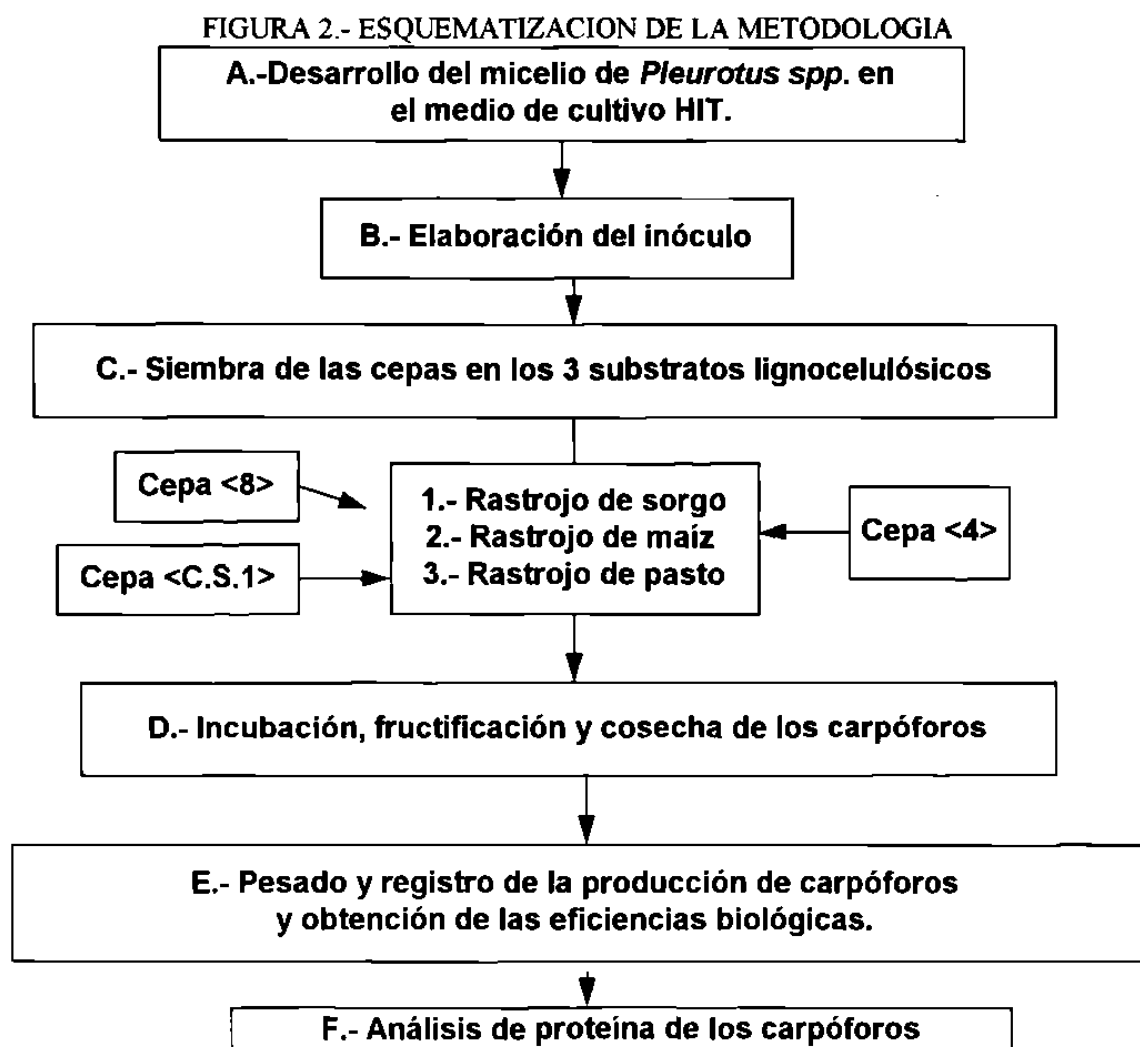 FIGURA 2.- ESQUEMATIZACION DE LA METODOLOGIA
A.-Desarrollo del micelio de Pleurotus spp. en
el medio de cultivo HIT.
B.- Elaboración del inóculo
C.- Siembra de las cepas en los 3 substratos lignocelulósicos
Cepa <8>
Cepa <C.S.1>
1.- Rastrojo de sorgo
2.- Rastrojo de maíz
3.- Rastrojo de pasto
Cepa <4>
D.- Incubación, fructificación y cosecha de los carpóforos
E.- Pesado y registro de la producción de carpóforos
y obtención de las eficiencias biológicas.
F.- Análisis de proteína de los carpóforos